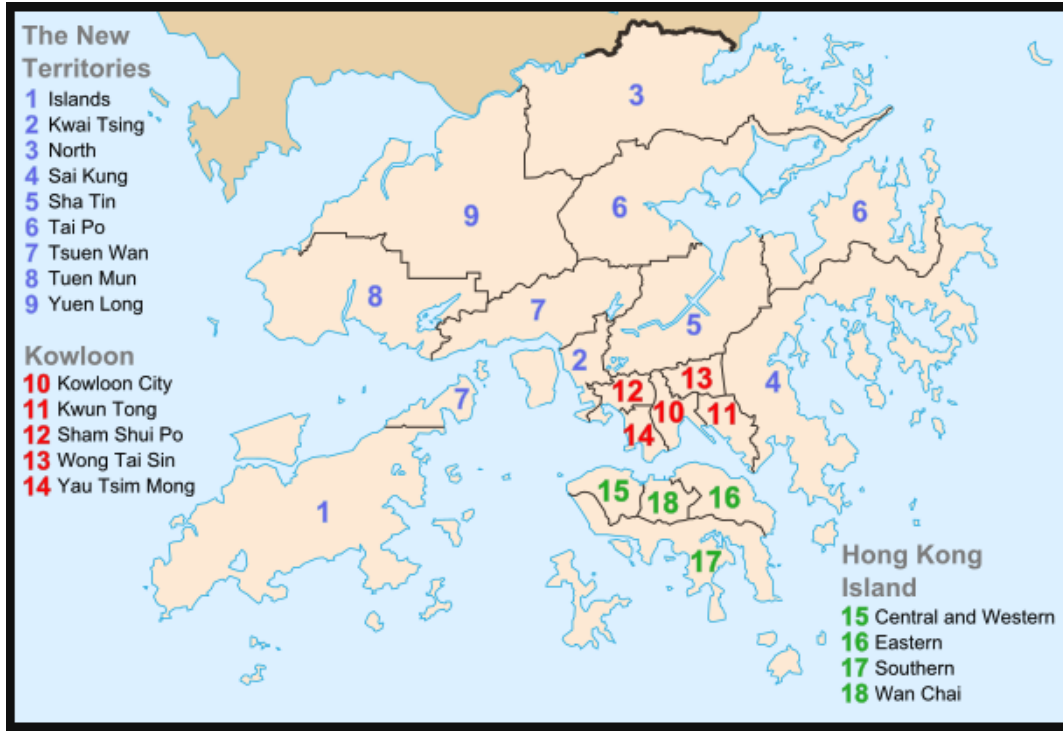 The New
Territories
1 Islands
2 Kwai Tsing
3 North
4 Sai Kung
5 Sha Tin
6 Tai Po
7 Tsuen Wan
8 Tuen Mun
9 Yuen Long
Kowloon
10 Kowloon City
11 Kwun Tong
12 Sham Shui Po
13 Wong Tai Sin
14 Yau Tsim Mong
3
9
6
6
8
7
5
2
13
4
12
7
10
11
14
15
16
18
1
17
Hong Kong
Island
15 Central and Western
16 Eastern
17 Southern
18 Wan Chai